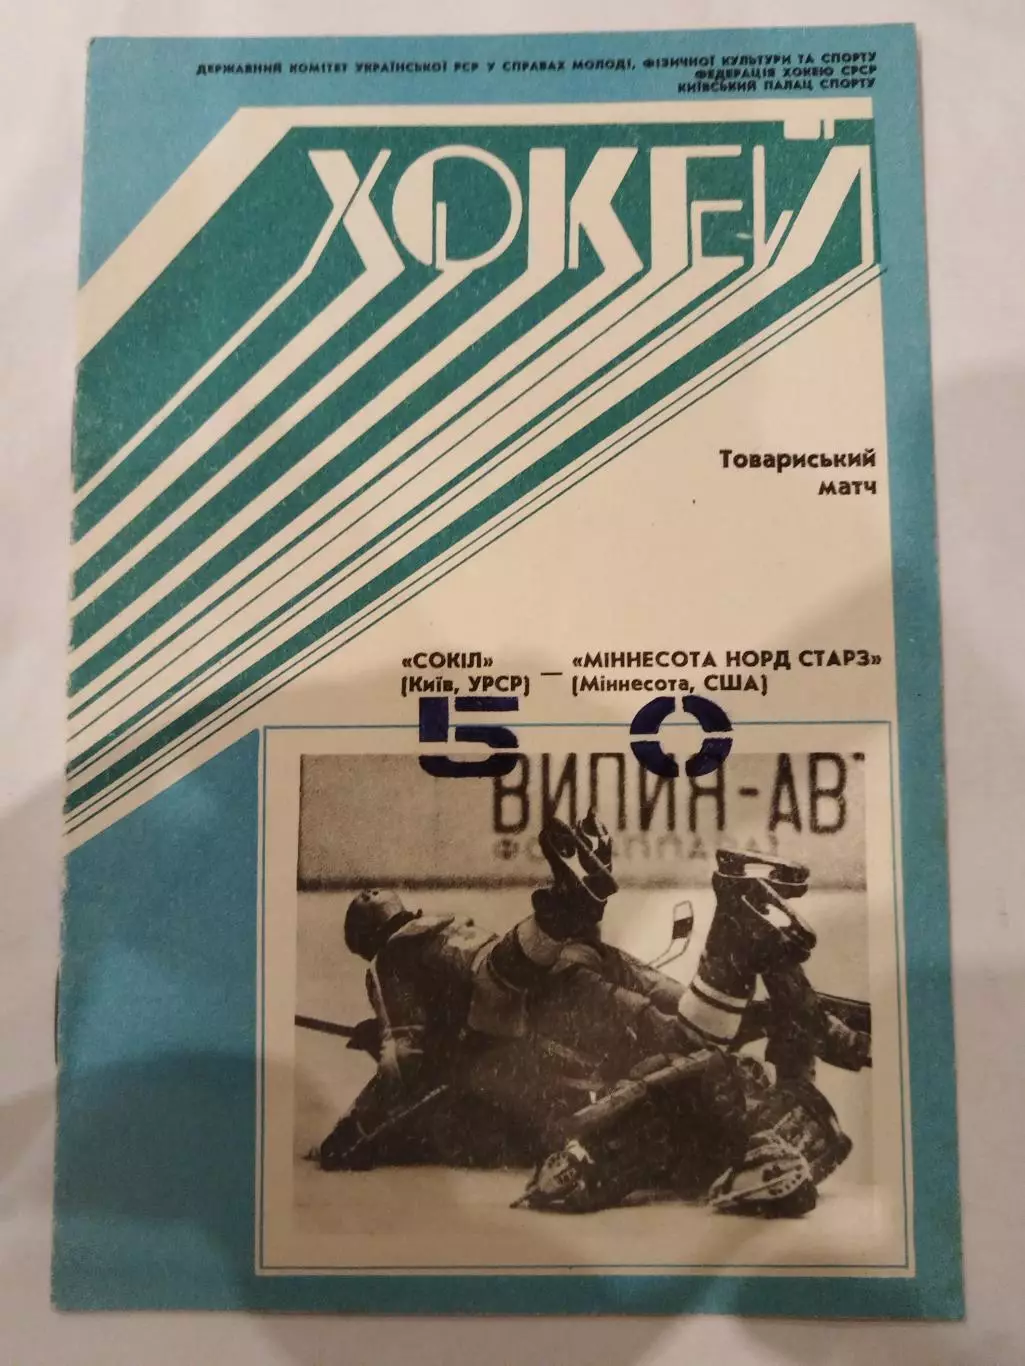 ДЕРЖАВНИЙ КОМІТЕТ УКРАЇНСЬКОЇ РСР У СПРАВАХ МОЛОДІ, ФІЗИЧНОЇ КУЛЬТУРИ ТА СПОРТУ
ФЕДЕРАЦІЯ ХОКЕЮ СРСР
КИЇВСЬКИЙ ПАЛАЦ СПОРТУ
ХОКЕЙ
Товариський
матч
«СОКІЛ» — «МІННЕСОТА НОРД СТАРЗ»
(Київ, УРСР) (Міннесота, США)
5 0
ВИЛИЯ-АВ